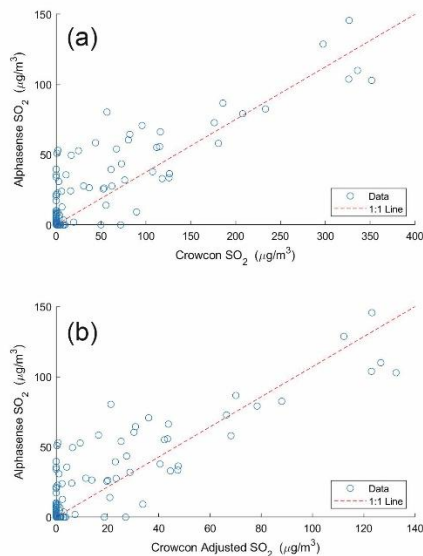 (a)
150
100
50
0
Alphasense SO₂ (μg/m³)
0 50 100 150 200 250 300 350 400
Crowcon SO₂ (μg/m³)
Data
1:1 Line
(b)
150
100
50
0
Alphasense SO₂ (μg/m³)
0 20 40 60 80 100 120 140
Crowcon Adjusted SO₂ (μg/m³)
Data
1:1 Line